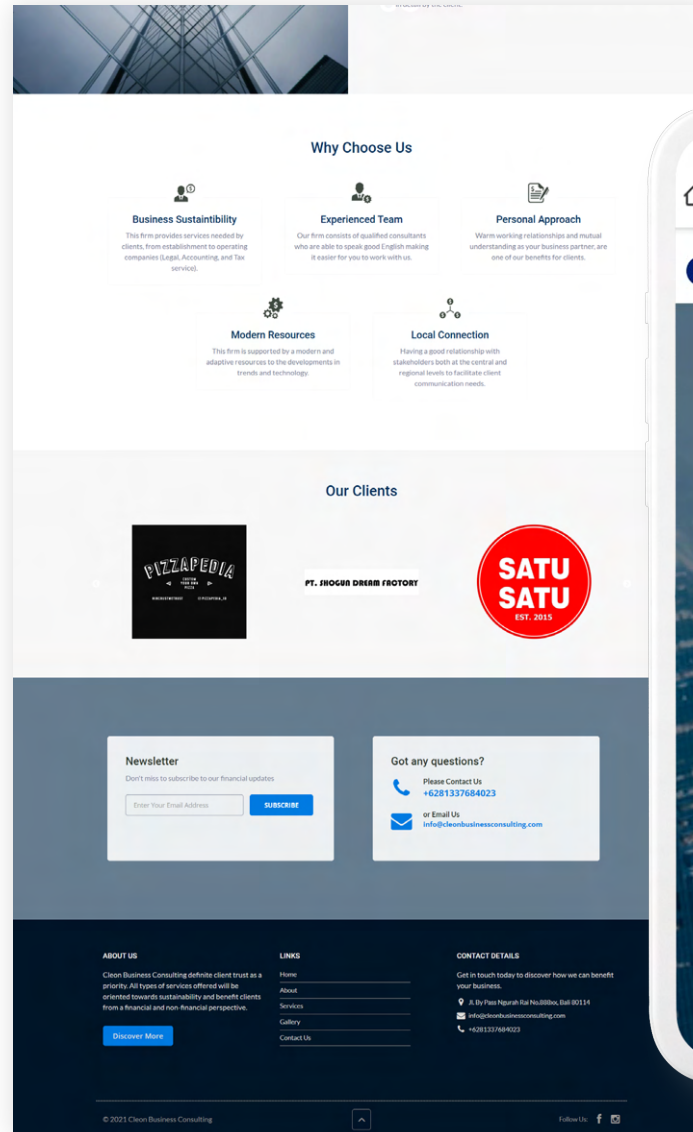 in detail by the client.
Why Choose Us
Business Sustaintibility
This firm provides services needed by
clients, from establishment to operating
companies (Legal, Accounting, and Tax
service).
Experienced Team
Our firm consists of qualified consultants
who are able to speak good English making
it easier for you to work with us.
Personal Approach
Warm working relationships and mutual
understanding as your business partner, are
one of our benefits for clients.
Modern Resources
This firm is supported by a modern and
adaptive resources to the developments in
trends and technology.
Local Connection
Having a good relationship with
stakeholders both at the central and
regional levels to facilitate client
communication needs.
Our Clients
PIZZAPEDIA
CUSTOM
YOUR OWN
PIZZA
PT. SHOGUN DREAM FACTORY
SATU
SATU
EST. 2015
Newsletter
Don't miss to subscribe to our financial updates
Enter Your Email Address
SUBSCRIBE
Got any questions?
Please Contact Us
+6281337684023
or Email Us
info@cleonbusinessconsulting.com
ABOUT US
Cleon Business Consulting definite client trust as a
priority. All types of services offered will be
oriented towards sustainability and benefit clients
from a financial and non-financial perspective.
Discover More
LINKS
Home
About
Services
Gallery
Contact Us
CONTACT DETAILS
Get in touch today to discover how we can benefit
your business.
Jl. By Pass Ngurah Rai No.888xx, Bali 80114
info@cleonbusinessconsulting.com
+6281337684023
© 2021 Cleon Business Consulting
Follow Us: